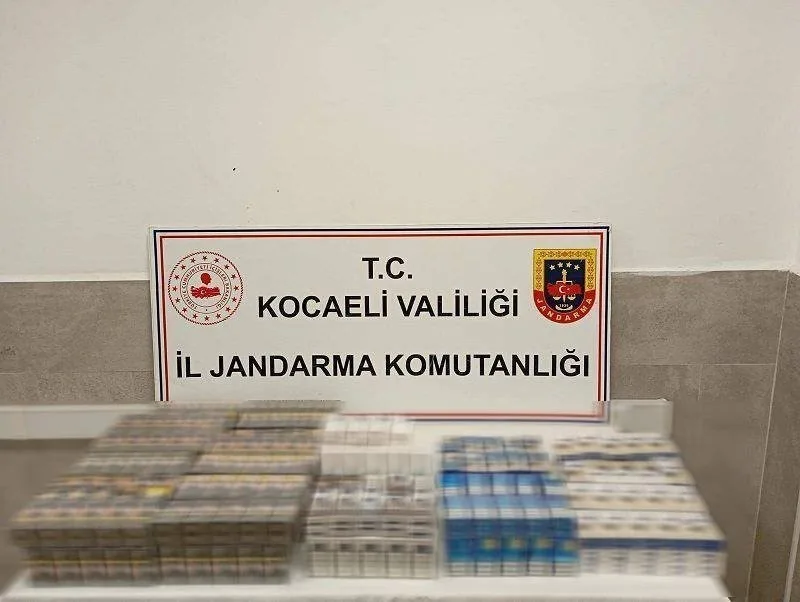 T.C.
KOCAELİ VALİLİĞİ
İL JANDARMA KOMUTANLIĞI
JANDARMA